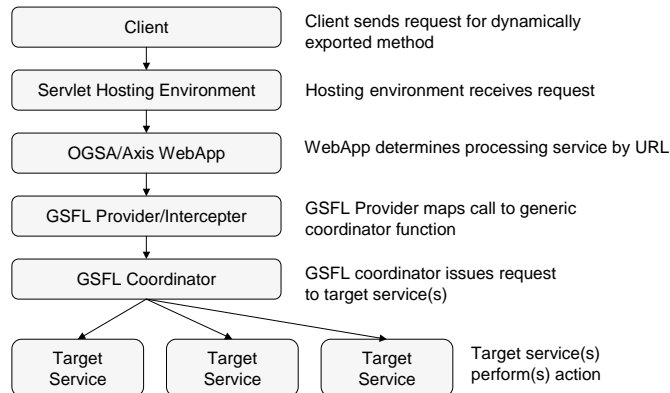 Client
Client sends request for dynamically
exported method
Servlet Hosting Environment
Hosting environment receives request
OGSA/Axis WebApp
WebApp determines processing service by URL
GSFL Provider/Intercepter
GSFL Provider maps call to generic
coordinator function
GSFL Coordinator
GSFL coordinator issues request
to target service(s)
Target
Service
Target
Service
Target
Service
Target service(s)
perform(s) action